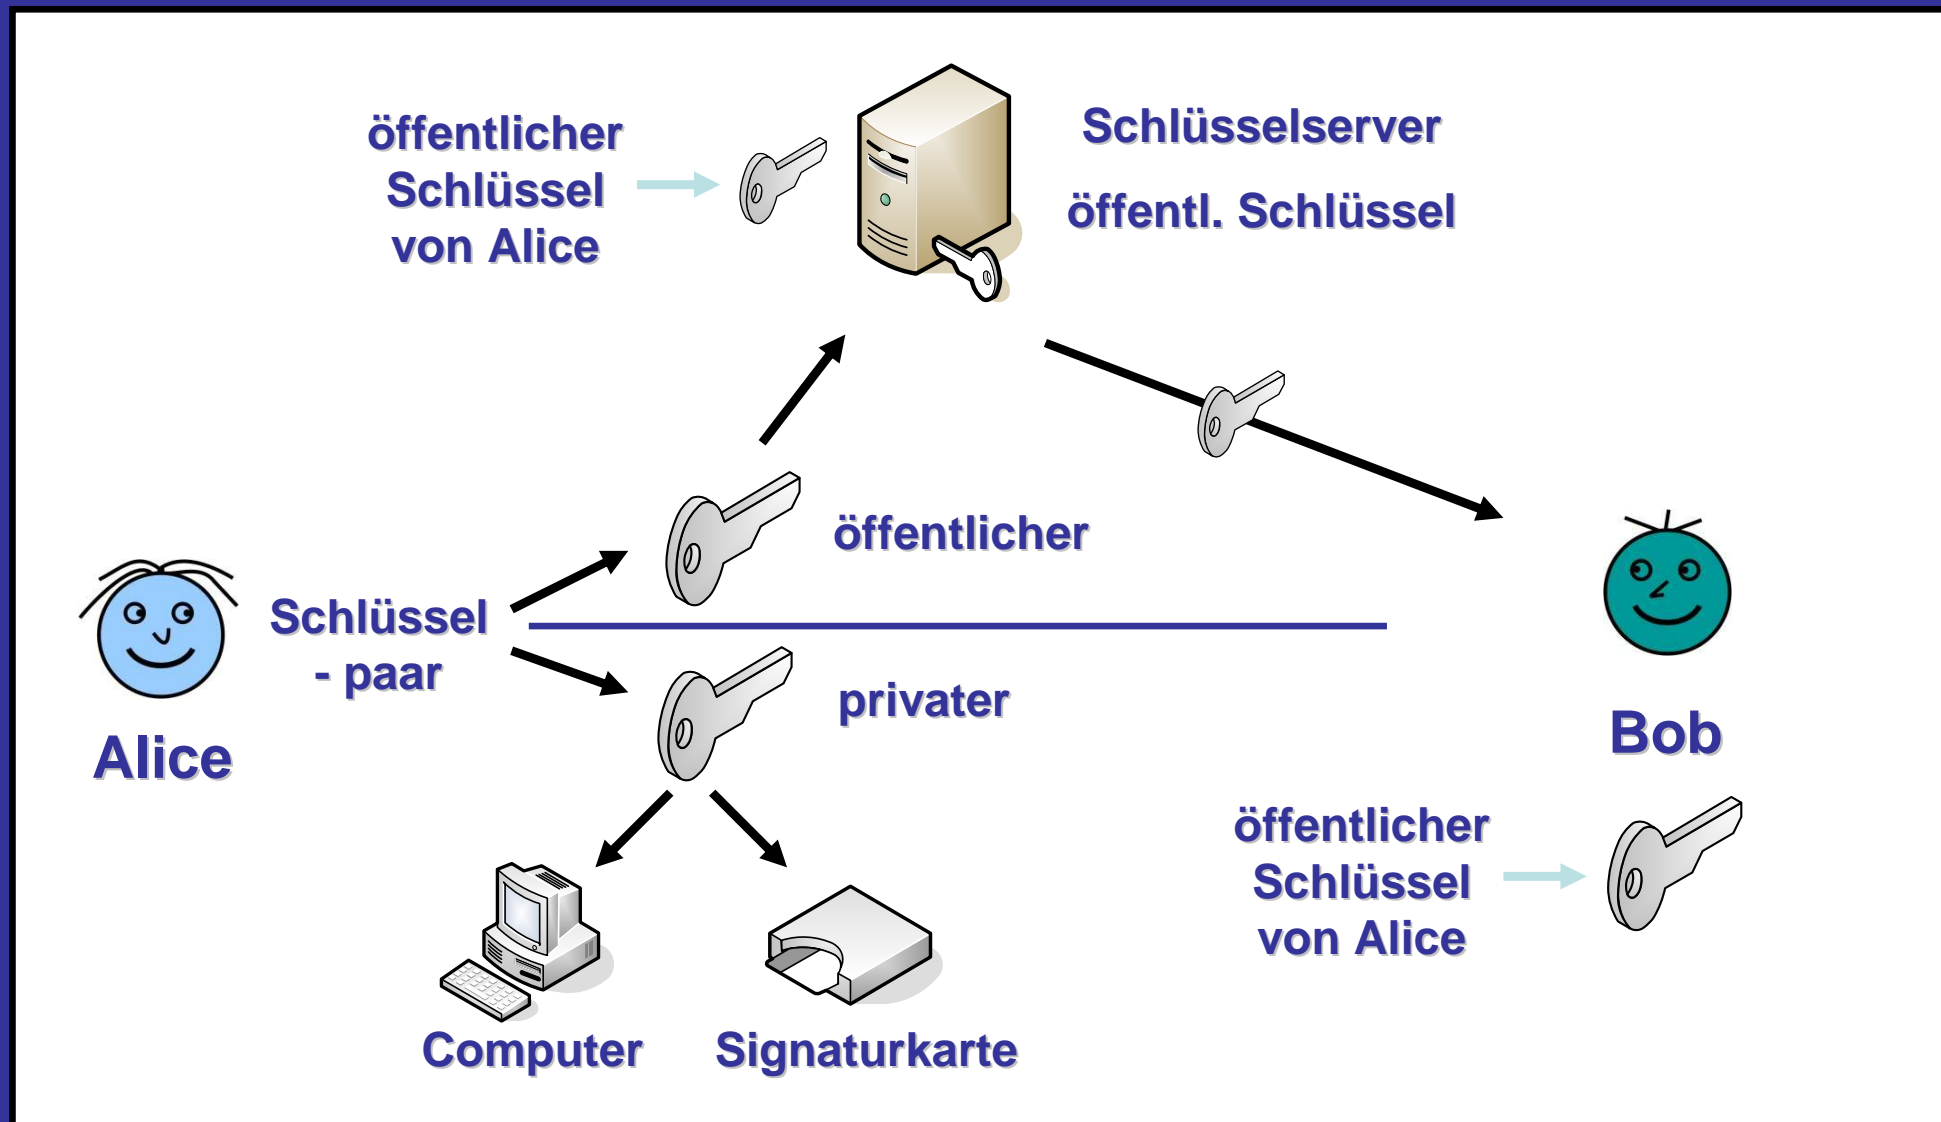 öffentlicher
Schlüssel
von Alice
Schlüsselserver
öffentl. Schlüssel
öffentlicher
Schlüssel
- paar
privater
Alice
Bob
öffentlicher
Schlüssel
von Alice
Computer
Signaturkarte